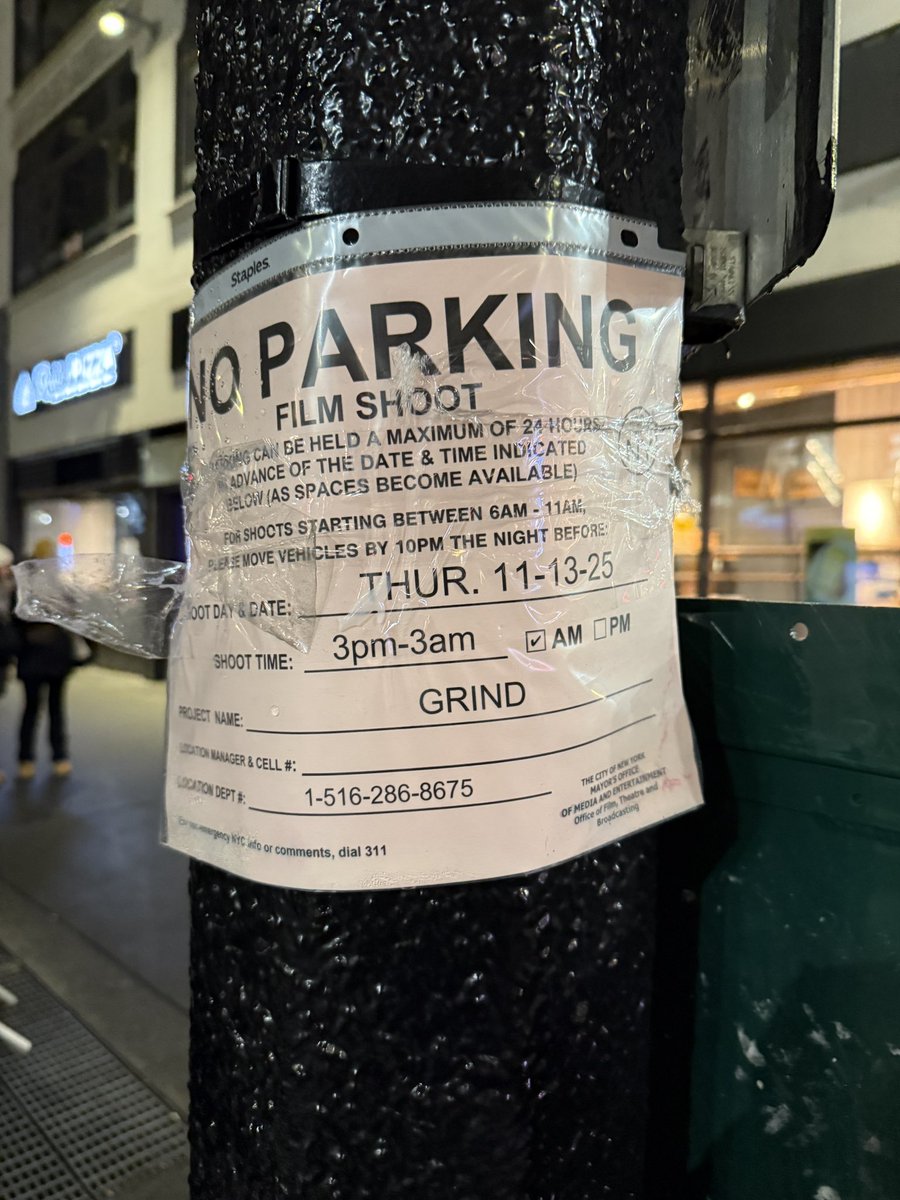 Staples.
NO PARKING
FILM SHOOT
PARKING CAN BE HELD A MAXIMUM OF 24 HOURS
IN ADVANCE OF THE DATE & TIME INDICATED
BELOW (AS SPACES BECOME AVAILABLE)
FOR SHOOTS STARTING BETWEEN 6AM - 11AM,
PLEASE MOVE VEHICLES BY 10PM THE NIGHT BEFORE.
SHOOT DAY & DATE: THUR. 11-13-25
SHOOT TIME: 3pm-3am ☑ AM ☐ PM
PROJECT NAME: GRIND
LOCATION MANAGER & CELL #:
LOCATION DEPT #: 1-516-286-8675
THE CITY OF NEW YORK
MAYOR'S OFFICE
OF MEDIA AND ENTERTAINMENT
Office of Film, Theatre and
Broadcasting
For non-emergency NYC info or comments, dial 311